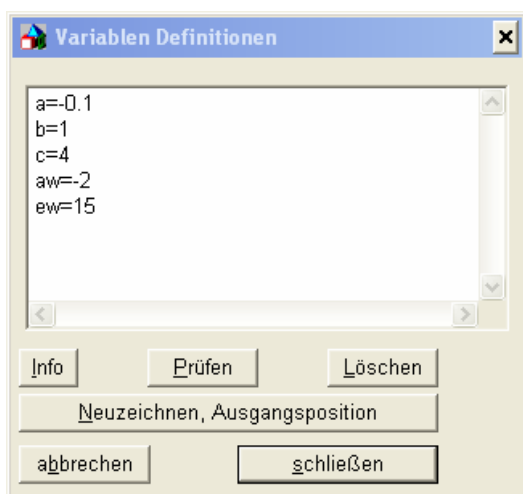 Variablen Definitionen
a=-0.1
b=1
c=4
aw=-2
ew=15
Info Prüfen Löschen
Neuzeichnen, Ausgangsposition
abbrechen schließen